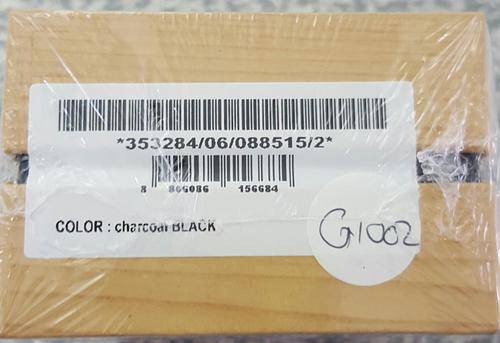 *353284/06/088515/2*
8 806086 156684
COLOR : charcoal BLACK
G1002